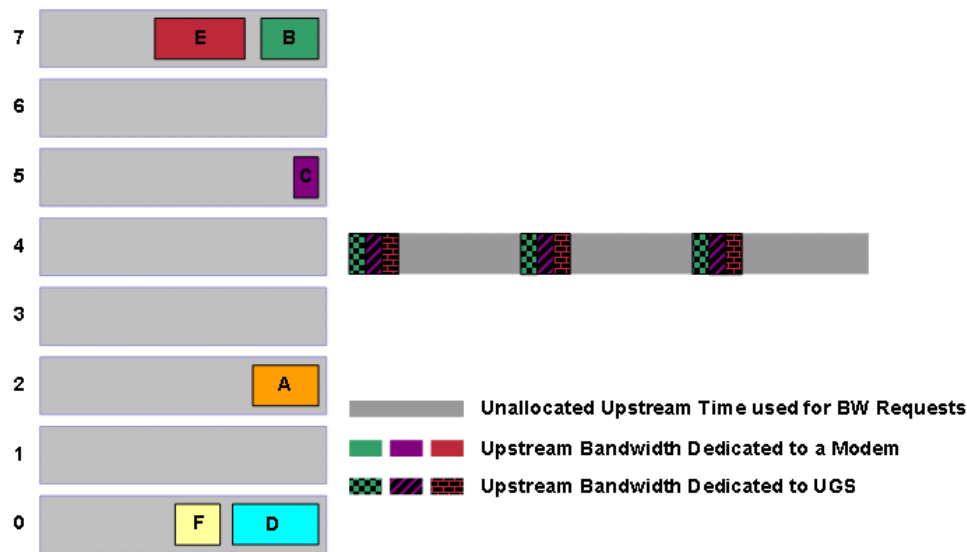 7 E B
6
5 C
4
3
2 A
Unallocated Upstream Time used for BW Requests
1 Upstream Bandwidth Dedicated to a Modem
Upstream Bandwidth Dedicated to UGS
0 F D